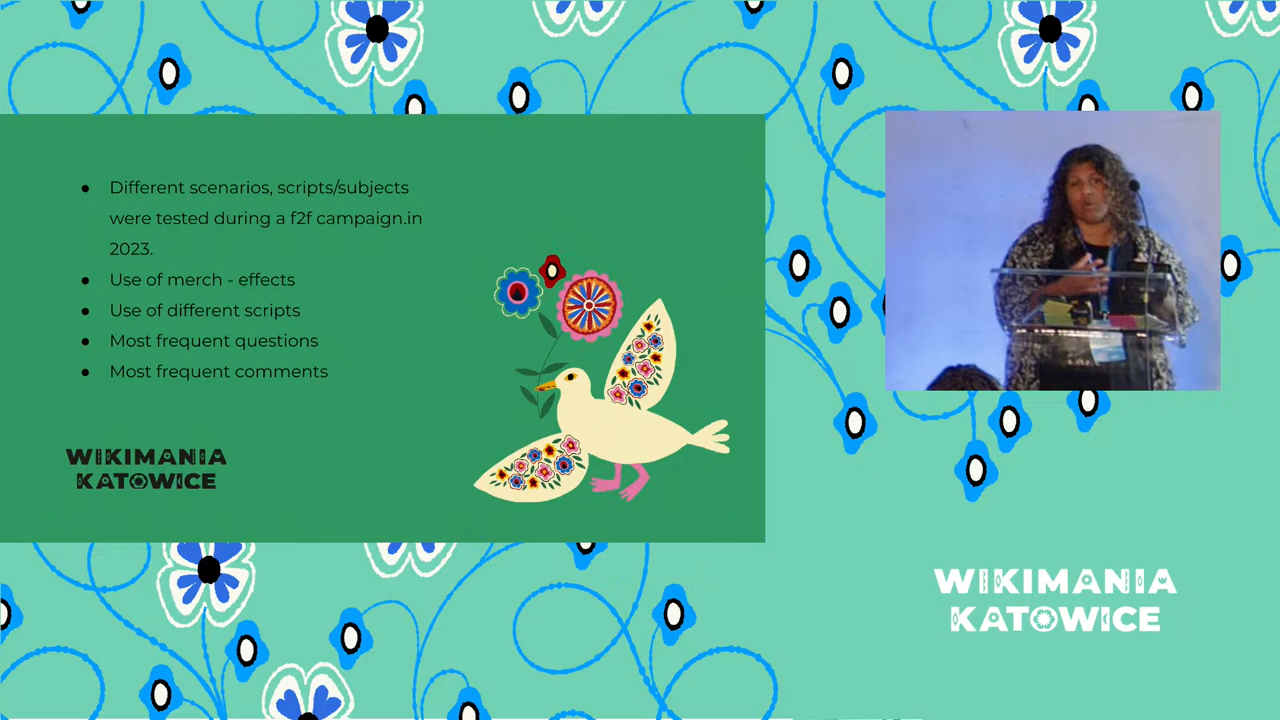 ● Different scenarios, scripts/subjects
were tested during a f2f campaign.in
2023.
● Use of merch - effects
● Use of different scripts
● Most frequent questions
● Most frequent comments
WIKIMANIA
KATOWICE
WIKIMANIA
KATOWICE